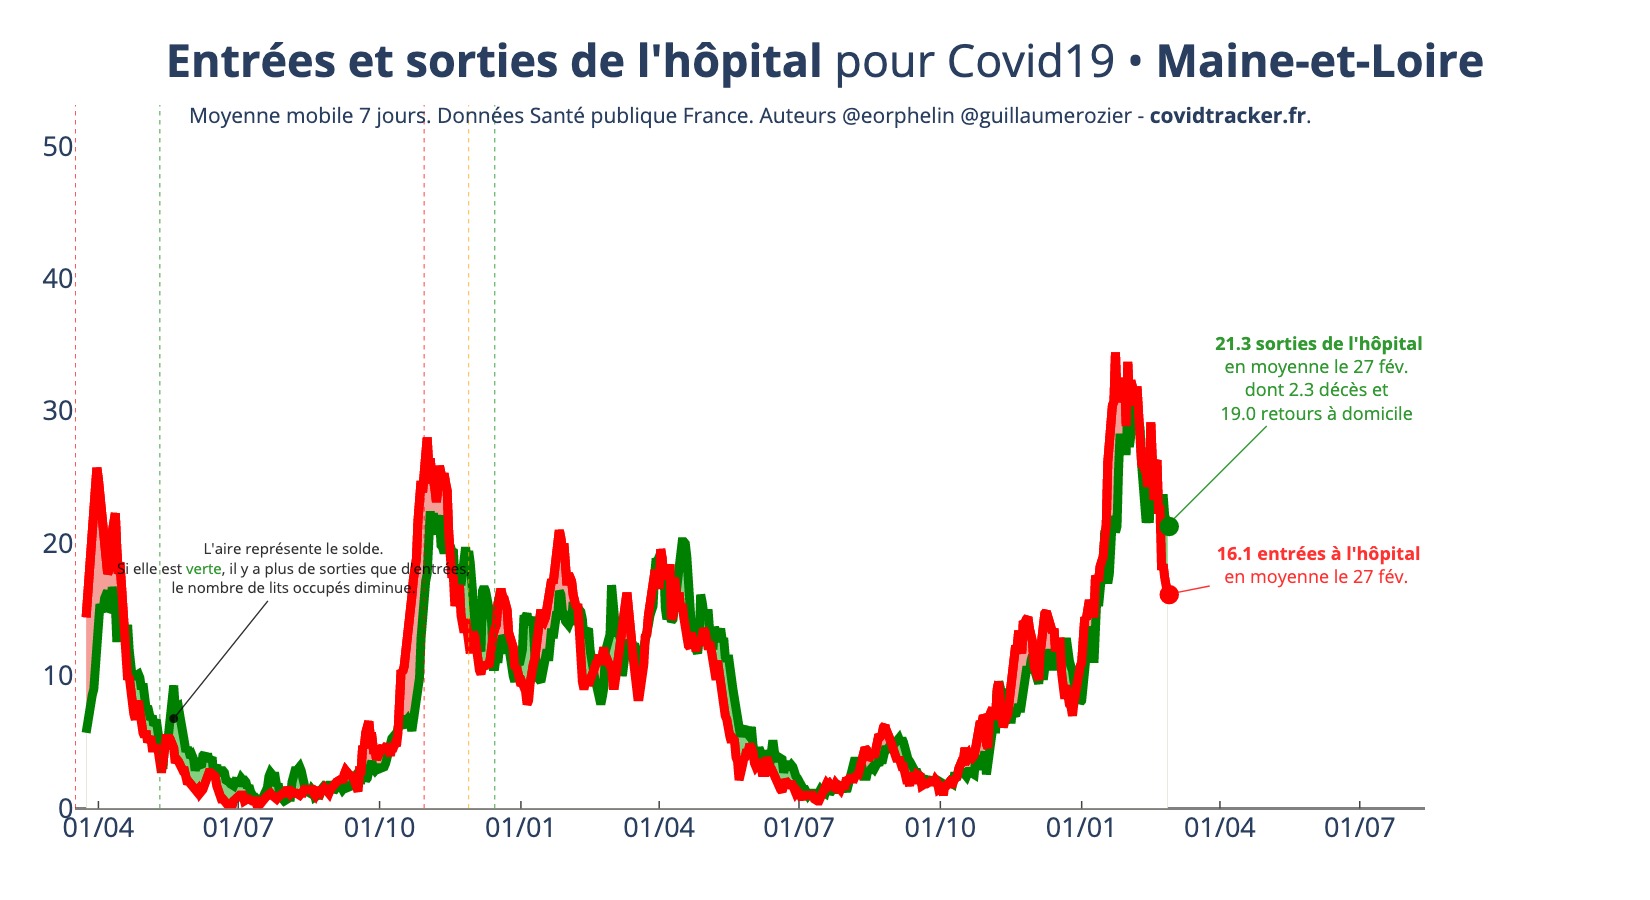 Entrées et sorties de l'hôpital pour Covid19 • Maine-et-Loire
Moyenne mobile 7 jours. Données Santé publique France. Auteurs @eorphelin @guillaumerozier - covidtracker.fr.
50
40
30
20
10
0
21.3 sorties de l'hôpital
en moyenne le 27 fév.
dont 2.3 décès et
19.0 retours à domicile
L'aire représente le solde.
Si elle est verte, il y a plus de sorties que d'entrées,
le nombre de lits occupés diminue.
16.1 entrées à l'hôpital
en moyenne le 27 fév.
01/04 01/07 01/10 01/01 01/04 01/07 01/10 01/01 01/04 01/07